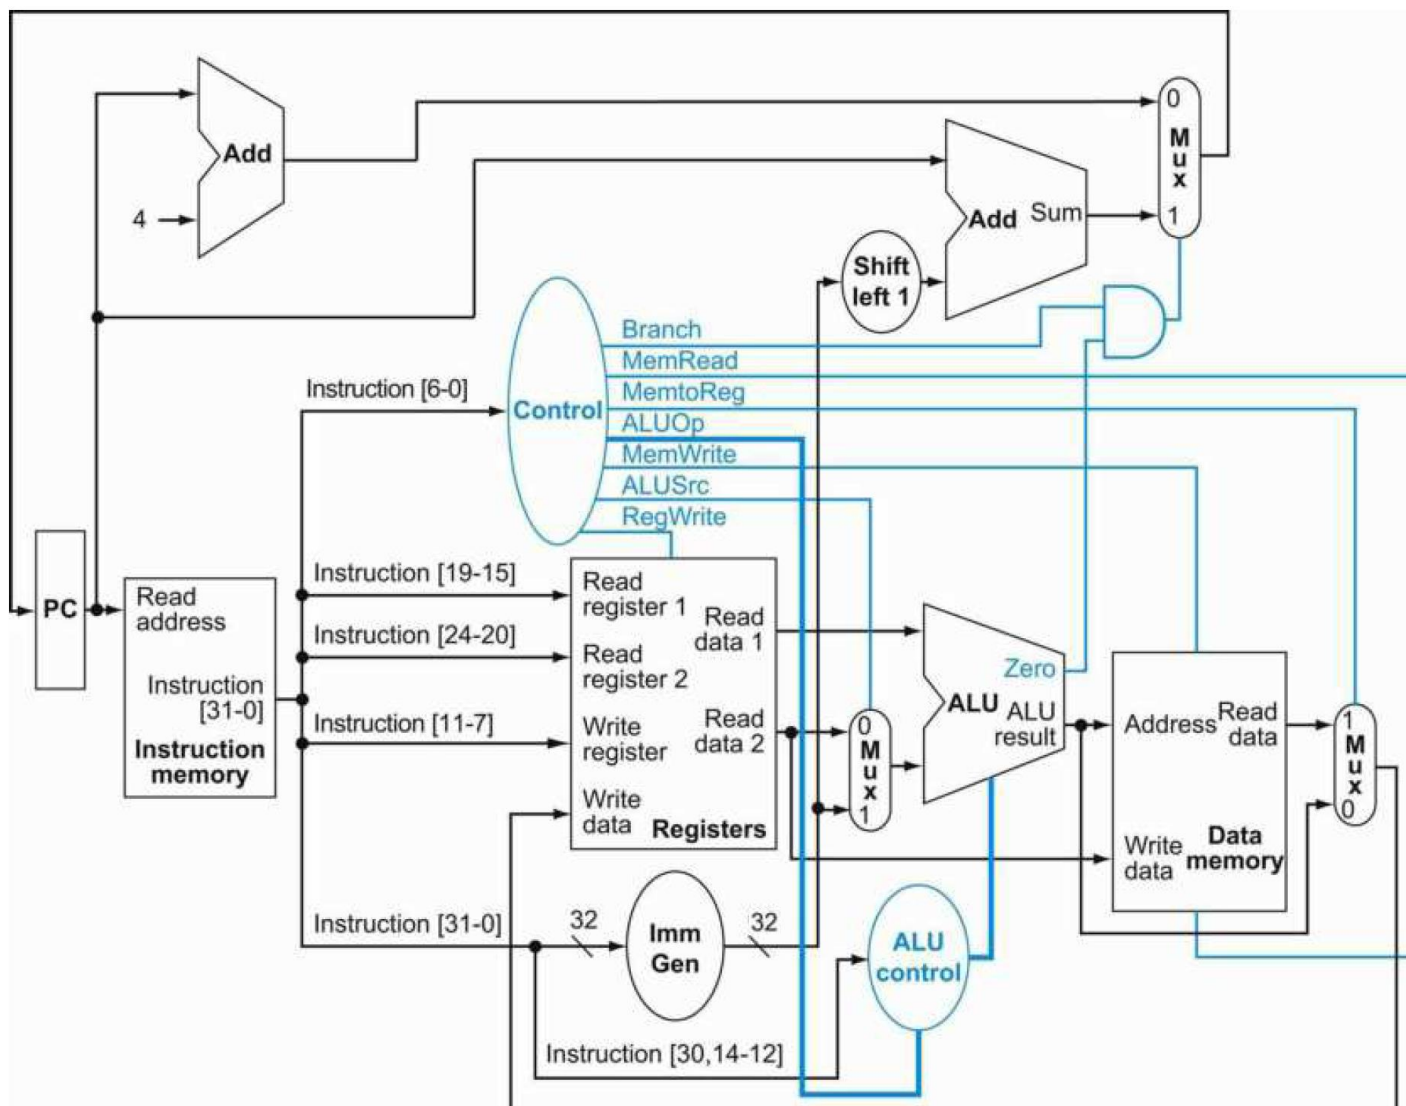 0
Mux
1
Add
4
Add
Sum
Shift
left 1
Branch
MemRead
MemtoReg
ALUOp
MemWrite
ALUSrc
RegWrite
Control
Instruction [6-0]
PC
Read
address
Instruction
[31-0]
Instruction
memory
Instruction [19-15]
Instruction [24-20]
Instruction [11-7]
Instruction [31-0]
Read
register 1
Read
register 2
Write
register
Write
data
Read
data 1
Read
data 2
Registers
0
Mux
1
Zero
ALU
ALU
result
Address
Read
data
Write
data
Data
memory
1
Mux
0
32
Imm
Gen
32
ALU
control
Instruction [30,14-12]